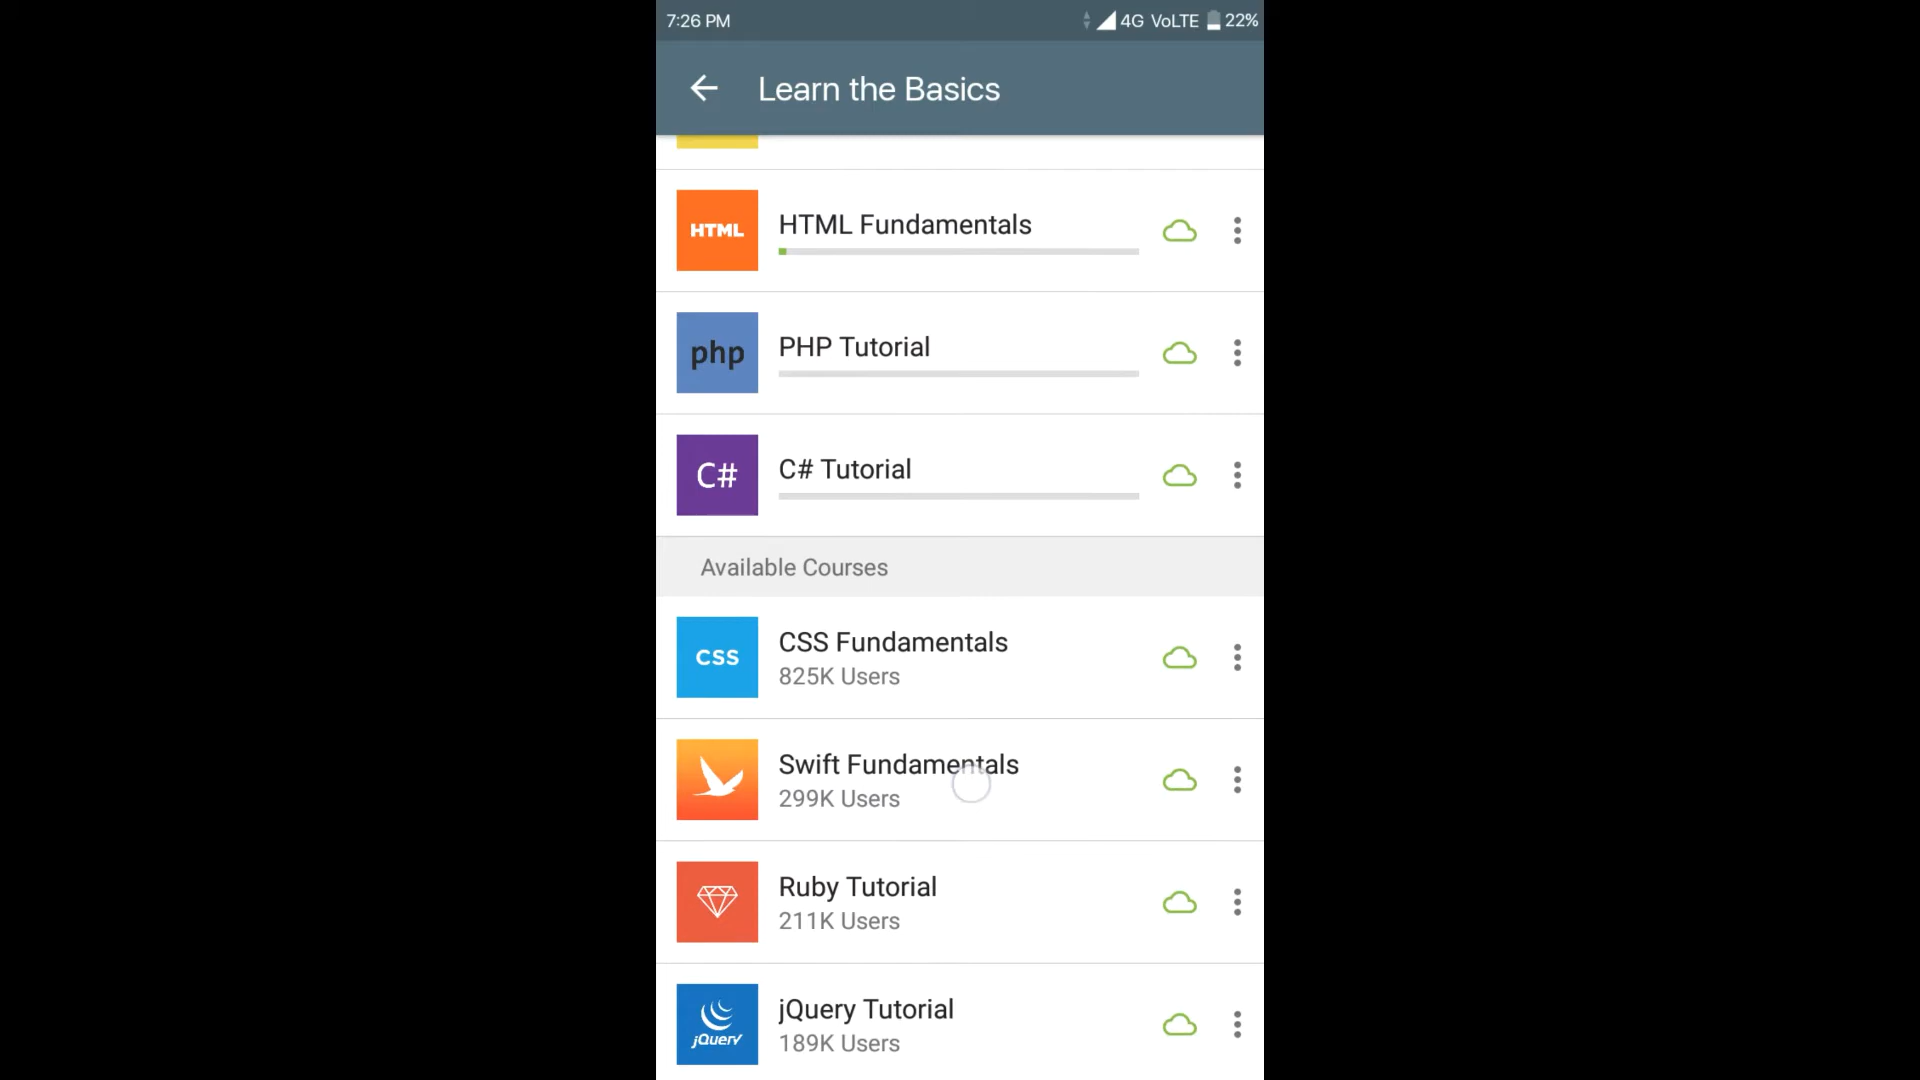 7:26 PM
4G VoLTE 22%
Learn the Basics
HTML
HTML Fundamentals
php
PHP Tutorial
C#
C# Tutorial
Available Courses
CSS
CSS Fundamentals
825K Users
Swift Fundamentals
299K Users
Ruby Tutorial
211K Users
jQuery
jQuery Tutorial
189K Users